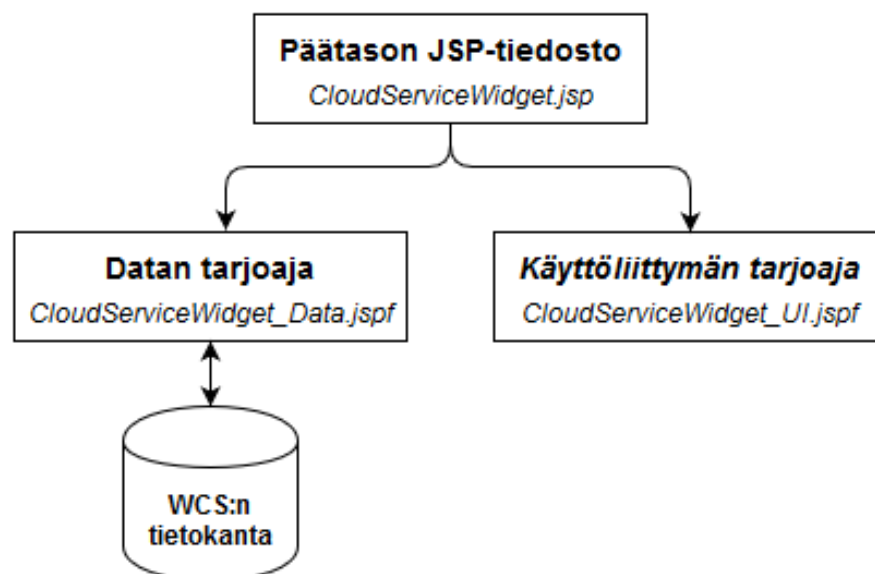 Päätason JSP-tiedosto
CloudServiceWidget.jsp
Datan tarjoaja
CloudServiceWidget_Data.jspf
Käyttöliittymän tarjoaja
CloudServiceWidget_UI.jspf
WCS:n
tietokanta